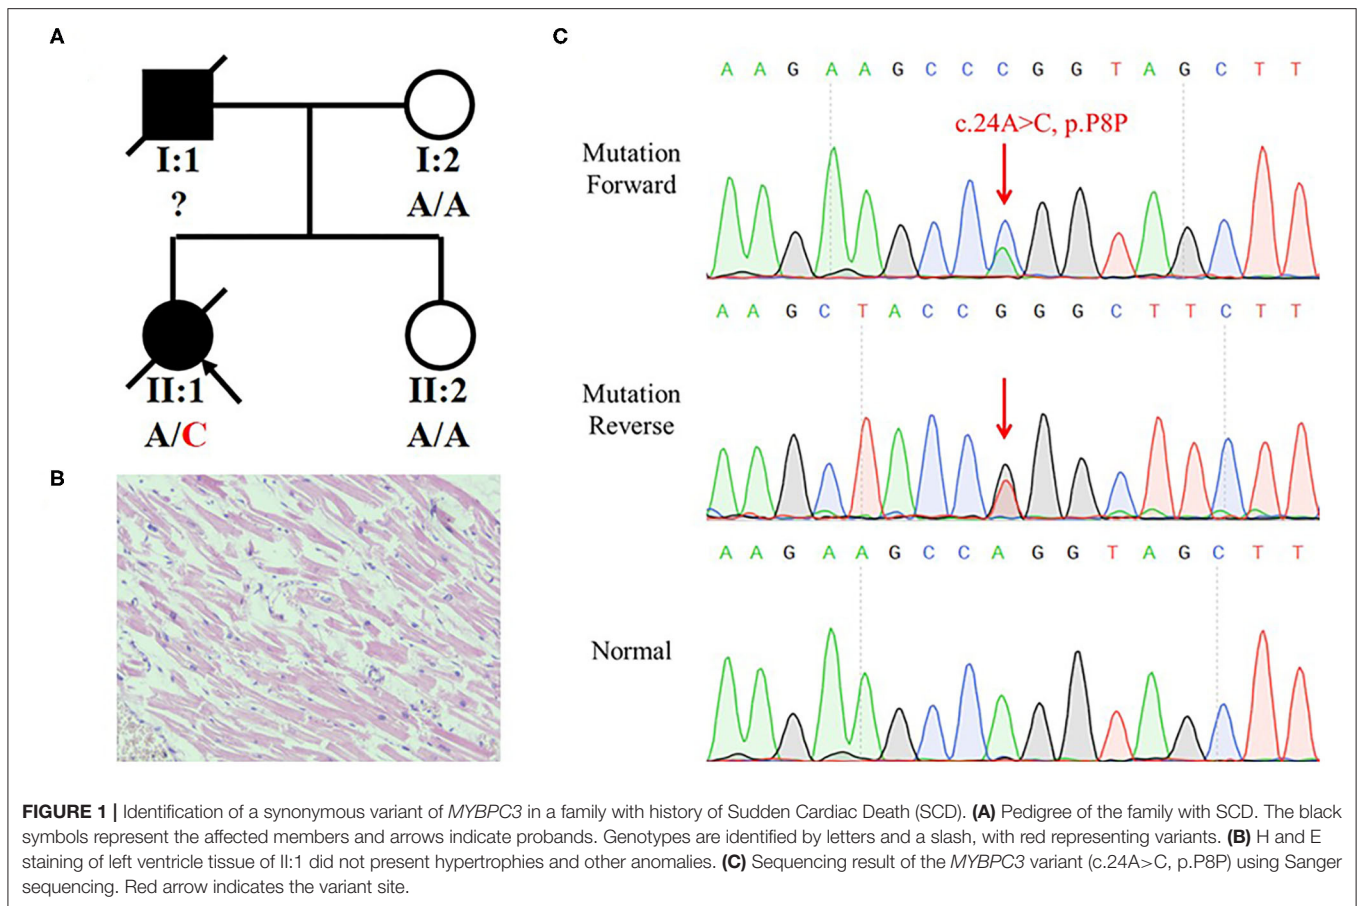 A
I:1
I:2
?
A/A
II:1
II:2
A/C
A/A
B
C
A A G A A G C C C G G T A G C T T
c.24A>C, p.P8P
Mutation
Forward
A A G C T A C C G G G C T T C T T
Mutation
Reverse
A A G A A G C C A G G T A G C T T
Normal
FIGURE 1 | Identification of a synonymous variant of MYBPC3 in a family with history of Sudden Cardiac Death (SCD). (A) Pedigree of the family with SCD. The black
symbols represent the affected members and arrows indicate probands. Genotypes are identified by letters and a slash, with red representing variants. (B) H and E
staining of left ventricle tissue of II:1 did not present hypertrophies and other anomalies. (C) Sequencing result of the MYBPC3 variant (c.24A>C, p.P8P) using Sanger
sequencing. Red arrow indicates the variant site.